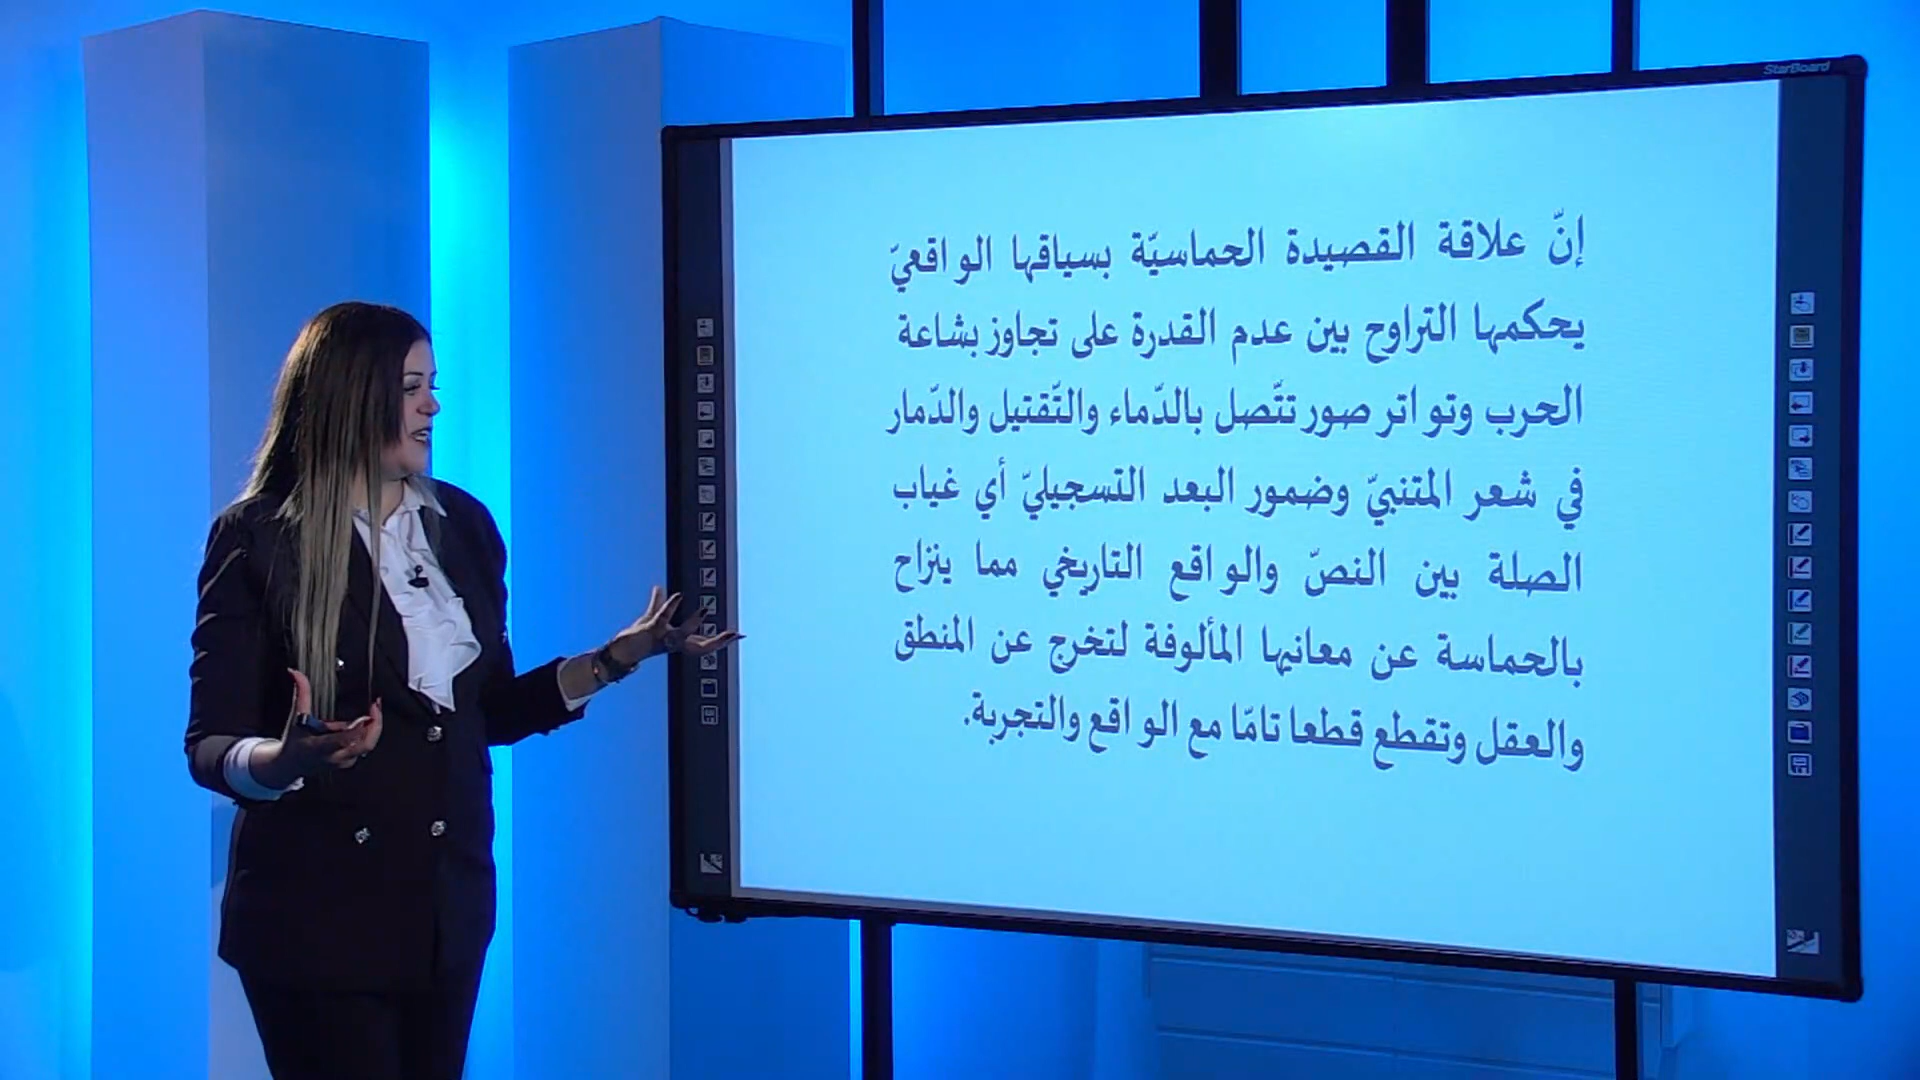 StarBoard
إنّ علاقة القصيدة الحماسيّة بسياقها الواقعيّ
يحكمها التراوح بين عدم القدرة على تجاوز بشاعة
الحرب وتواتر صور تتّصل بالدّماء والتّقتيل والدّمار
في شعر المتنبيّ وضمور البعد التسجيليّ أي غياب
الصلة بين النصّ والواقع التاريخي مما ينزاح
بالحماسة عن معانيها المألوفة لتخرج عن المنطق
والعقل وتقطع قطعا تامّا مع الواقع والتجربة.